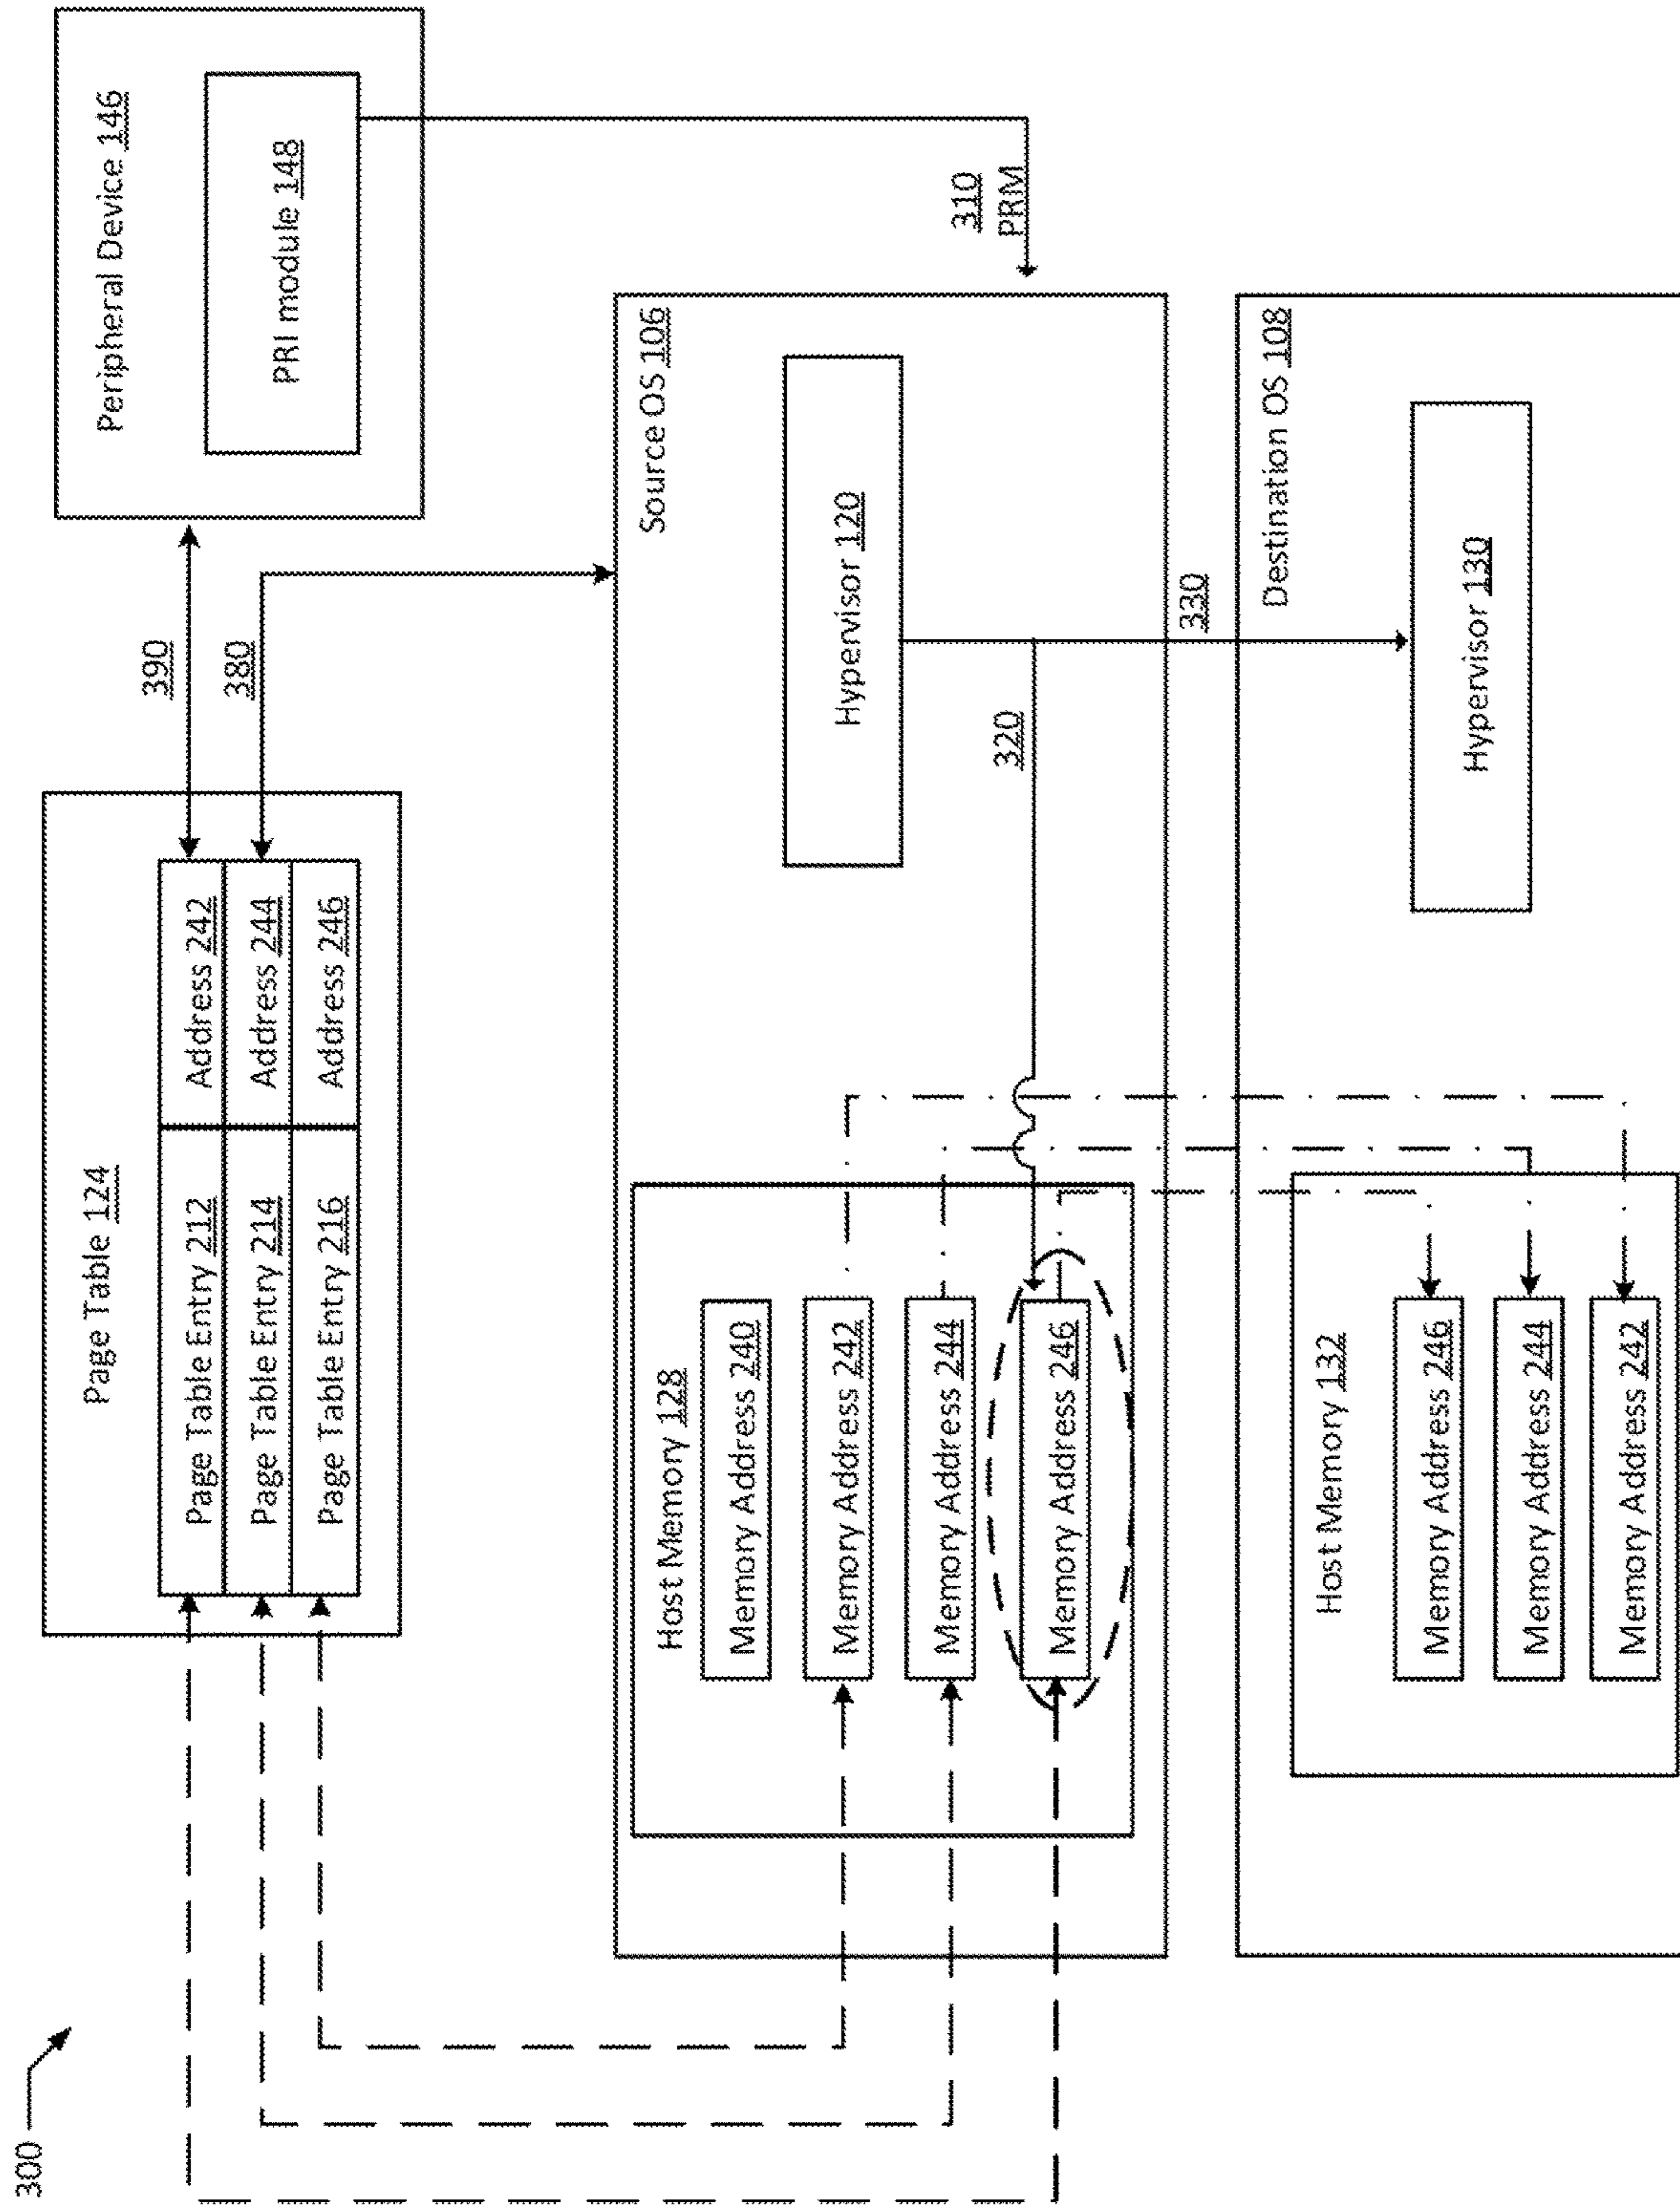 300
Page Table 124
Page Table Entry 212
Address 242
Page Table Entry 214
Address 244
Page Table Entry 216
Address 246
390
380
Peripheral Device 146
PRI module 148
310
PRM
Source OS 106
Host Memory 128
Memory Address 240
Memory Address 242
Memory Address 244
Memory Address 246
Hypervisor 120
320
330
Destination OS 108
Host Memory 132
Memory Address 246
Memory Address 244
Memory Address 242
Hypervisor 130